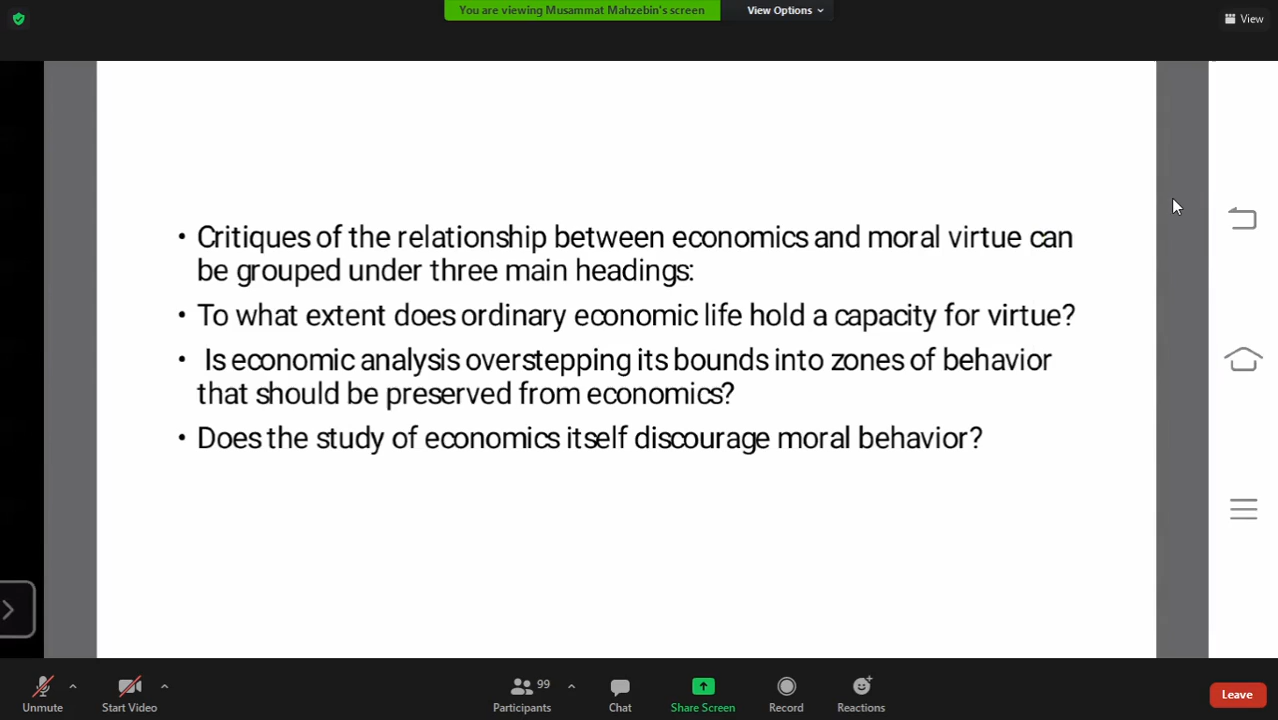 You are viewing Musammat Mahzebin's screen View Options
View
• Critiques of the relationship between economics and moral virtue can
be grouped under three main headings:
• To what extent does ordinary economic life hold a capacity for virtue?
• Is economic analysis overstepping its bounds into zones of behavior
that should be preserved from economics?
• Does the study of economics itself discourage moral behavior?
99
Unmute Start Video Participants Chat Share Screen Record Reactions Leave